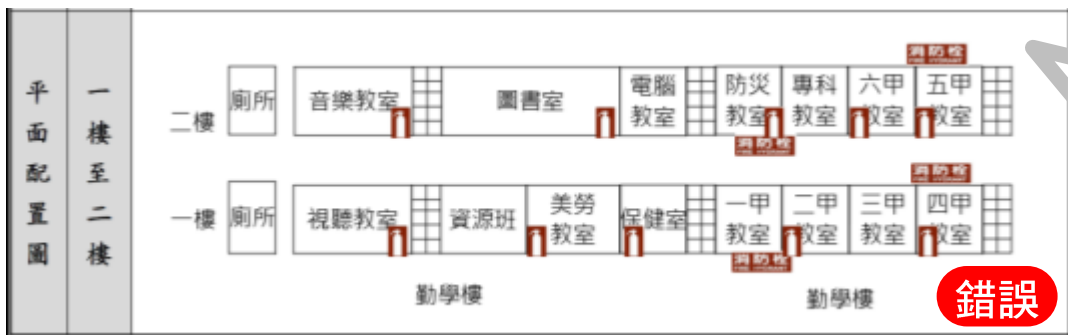 平面配置圖
一樓至二樓
消防栓
二樓
廁所
音樂教室
圖書室
電腦
教室
防災
教室
專科
教室
六甲
教室
五甲
教室
消防栓
消防栓
一樓
廁所
視聽教室
資源班
美勞
教室
保健室
一甲
教室
二甲
教室
三甲
教室
四甲
教室
消防栓
勤學樓
勤學樓
錯誤